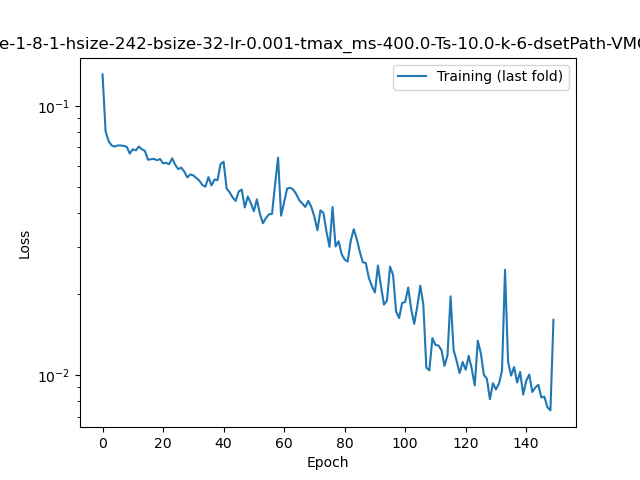 e-1-8-1-hsize-242-bsize-32-lr-0.001-tmax_ms-400.0-Ts-10.0-k-6-dsetPath-VMC
Training (last fold)
Loss
10⁻¹
10⁻²
0 20 40 60 80 100 120 140
Epoch